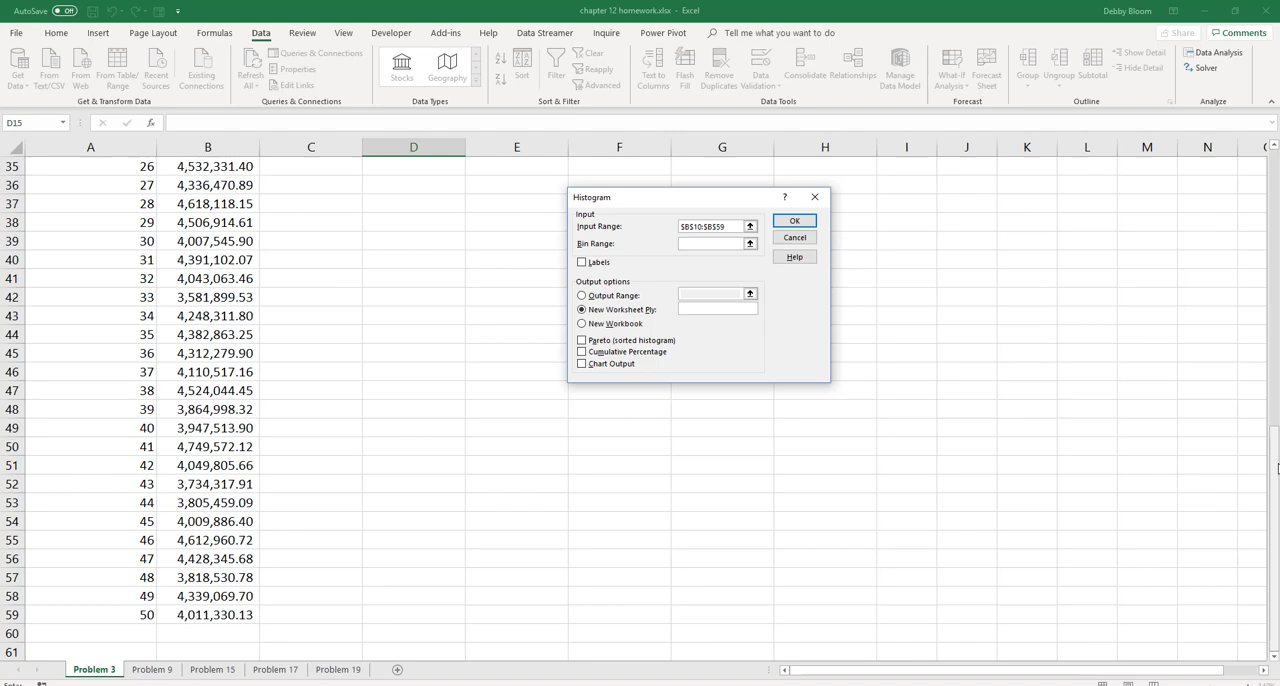 AutoSave Off chapter 12 homework.xlsx - Excel Debby Bloom
File Home Insert Page Layout Formulas Data Review View Developer Add-ins Help Data Streamer Inquire Power Pivot Tell me what you want to do Share Comments
Get Data From Text/CSV From Web From Table/ Range Recent Sources Existing Connections Refresh All Queries & Connections Properties Edit Links Stocks Geography Sort Filter Clear Reapply Advanced Text to Columns Flash Fill Remove Duplicates Data Validation Consolidate Relationships Manage Data Model What-If Analysis Forecast Sheet Group Ungroup Subtotal Show Detail Hide Detail Data Analysis Solver
Get & Transform Data Queries & Connections Data Types Sort & Filter Data Tools Forecast Outline Analyze
D15 fx
A B C D E F G H I J K L M N
35 26 4,532,331.40
36 27 4,336,470.89
37 28 4,618,118.15
38 29 4,506,914.61
39 30 4,007,545.90
40 31 4,391,102.07
41 32 4,043,063.46
42 33 3,581,899.53
43 34 4,248,311.80
44 35 4,382,863.25
45 36 4,312,279.90
46 37 4,110,517.16
47 38 4,524,044.45
48 39 3,864,998.32
49 40 3,947,513.90
50 41 4,749,572.12
51 42 4,049,805.66
52 43 3,734,317.91
53 44 3,805,459.09
54 45 4,009,886.40
55 46 4,612,960.72
56 47 4,428,345.68
57 48 3,818,530.78
58 49 4,339,069.70
59 50 4,011,330.13
60
61
Histogram ?
Input
Input Range: $B$10:$B$59 OK
Bin Range: Cancel
Labels Help
Output options
Output Range:
New Worksheet Ply:
New Workbook
Pareto (sorted histogram)
Cumulative Percentage
Chart Output
Problem 3 Problem 9 Problem 15 Problem 17 Problem 19